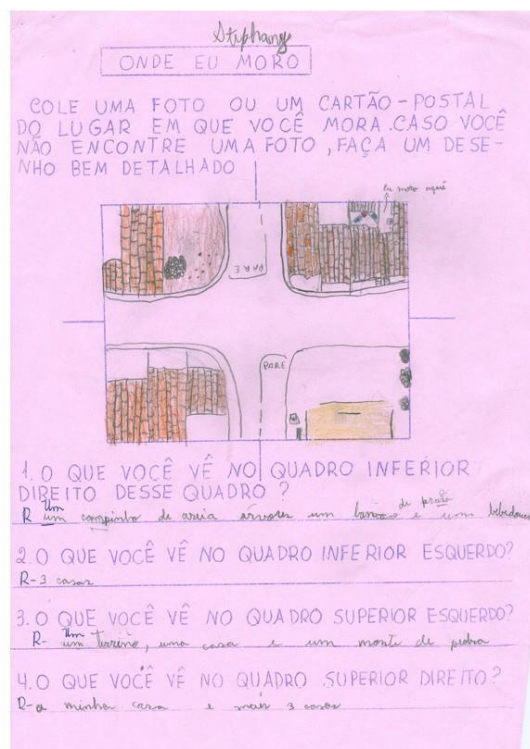 Stephany
ONDE EU MORO
COLE UMA FOTO OU UM CARTÃO-POSTAL
DO LUGAR EM QUE VOCÊ MORA. CASO VOCÊ
NÃO ENCONTRE UMA FOTO, FAÇA UM DESE-
NHO BEM DETALHADO
Eu moro aqui
PARE
PARE
1. O QUE VOCÊ VÊ NO QUADRO INFERIOR
DIREITO DESSE QUADRO?
R Um campinho de areia árvores um banco de praça e um bebedouro
2. O QUE VOCÊ VÊ NO QUADRO INFERIOR ESQUERDO?
R-3 casas
3. O QUE VOCÊ VÊ NO QUADRO SUPERIOR ESQUERDO?
R- Um terreno, uma casa e um monte de pedra
4. O QUE VOCÊ VÊ NO QUADRO SUPERIOR DIREITO?
R-a minha casa e mais 3 casas